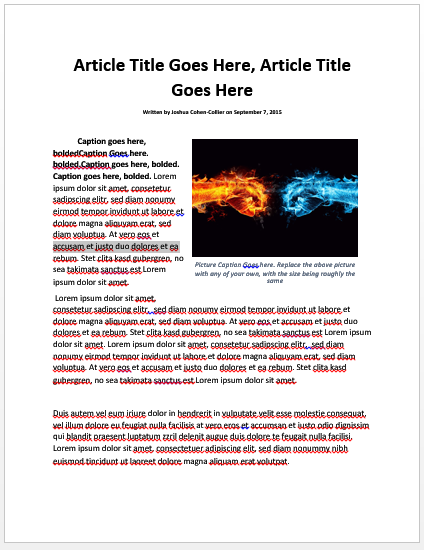 Article Title Goes Here, Article Title
Goes Here
Written by Joshua Cohen-Collier on September 7, 2015
Caption goes here,
boldedCaption Goes here.
bolded.Caption goes here, bolded.
Caption goes here, bolded. Lorem
ipsum dolor sit amet, consetetur
sadipscing elitr, sed diam nonumy
eirmod tempor invidunt ut labore et
dolore magna aliquyam erat, sed
diam voluptua. At vero eos et
accusam et justo duo dolores et ea
rebum. Stet clita kasd gubergren, no
sea takimata sanctus est Lorem
ipsum dolor sit amet.
Picture Caption Goes here. Replace the above picture
with any of your own, with the size being roughly the
same
Lorem ipsum dolor sit amet,
consetetur sadipscing elitr, sed diam nonumy eirmod tempor invidunt ut labore et
dolore magna aliquyam erat, sed diam voluptua. At vero eos et accusam et justo duo
dolores et ea rebum. Stet clita kasd gubergren, no sea takimata sanctus est Lorem ipsum
dolor sit amet. Lorem ipsum dolor sit amet, consetetur sadipscing elitr, sed diam
nonumy eirmod tempor invidunt ut labore et dolore magna aliquyam erat, sed diam
voluptua. At vero eos et accusam et justo duo dolores et ea rebum. Stet clita kasd
gubergren, no sea takimata sanctus est Lorem ipsum dolor sit amet.
Duis autem vel eum iriure dolor in hendrerit in vulputate velit esse molestie consequat,
vel illum dolore eu feugiat nulla facilisis at vero eros et accumsan et iusto odio dignissim
qui blandit praesent luptatum zzril delenit augue duis dolore te feugait nulla facilisi.
Lorem ipsum dolor sit amet, consectetuer adipiscing elit, sed diam nonummy nibh
euismod tincidunt ut laoreet dolore magna aliquam erat volutpat.